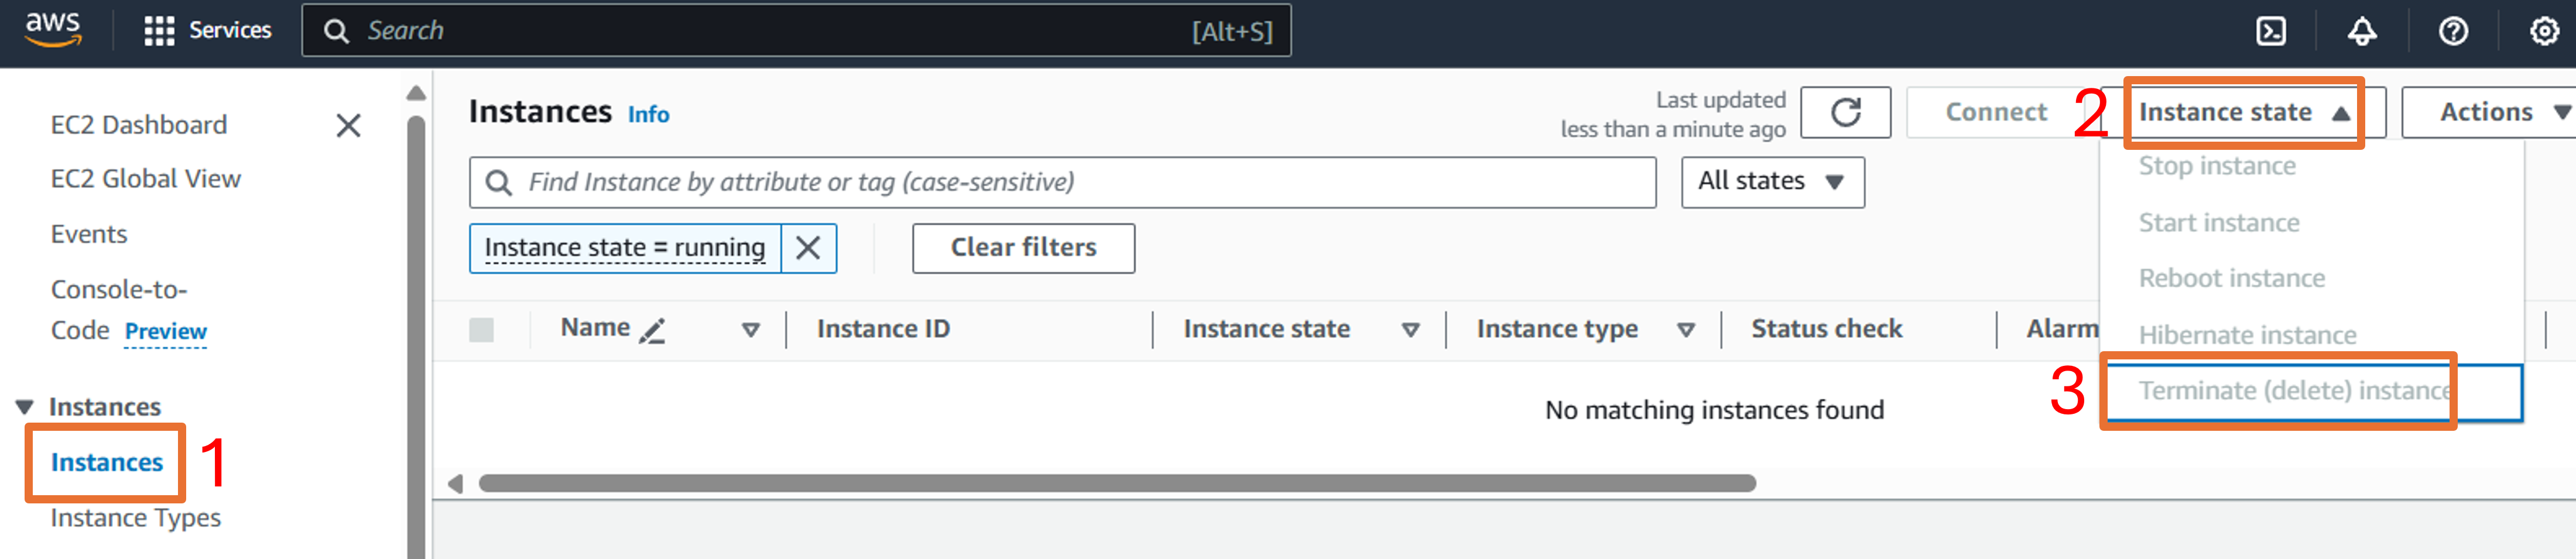 aws
Services
Search
[Alt+S]
EC2 Dashboard
EC2 Global View
Events
Console-to-
Code Preview
Instances
Instances
1
Instance Types
Instances Info
Last updated
less than a minute ago
Connect
2
Instance state
Actions
Find Instance by attribute or tag (case-sensitive)
All states
Instance state = running
Clear filters
Stop instance
Start instance
Reboot instance
Hibernate instance
3
Terminate (delete) instance
Name
Instance ID
Instance state
Instance type
Status check
Alarm
No matching instances found